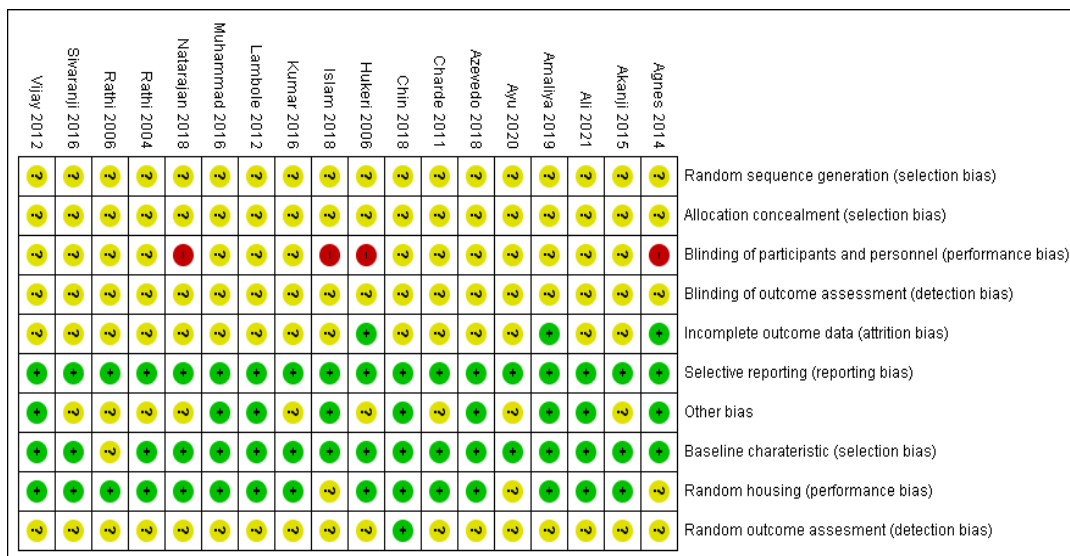 Vijay 2012
Sivaranji 2016
Rathi 2006
Rathi 2004
Natarajan 2018
Muhammad 2016
Lambole 2012
Kumar 2016
Islam 2018
Hukeri 2006
Chin 2018
Charde 2011
Azevedo 2018
Ayu 2020
Amaliya 2019
Ali 2021
Akanji 2015
Agnes 2014
? ? ? ? ? ? ? ? ? ? ? ? ? ? ? ? ? ? Random sequence generation (selection bias)
? ? ? ? ? ? ? ? ? ? ? ? ? ? ? ? ? ? Allocation concealment (selection bias)
? ? ? ? - ? ? ? - - ? ? ? ? ? ? ? - Blinding of participants and personnel (performance bias)
? ? ? ? ? ? ? ? ? ? ? ? ? ? ? ? ? ? Blinding of outcome assessment (detection bias)
? ? ? ? ? ? ? ? ? + ? ? ? ? + ? ? + Incomplete outcome data (attrition bias)
+ + + + + + + + + + + + + + + + + + Selective reporting (reporting bias)
+ ? ? ? ? + + ? + ? + ? + ? + + ? + Other bias
+ + ? + + + + + + + + + + + + + + + Baseline charateristic (selection bias)
+ + + + + + + + ? + + + + ? + + + ? Random housing (performance bias)
? ? ? ? ? ? ? ? ? ? + ? ? ? ? ? ? ? Random outcome assesment (detection bias)